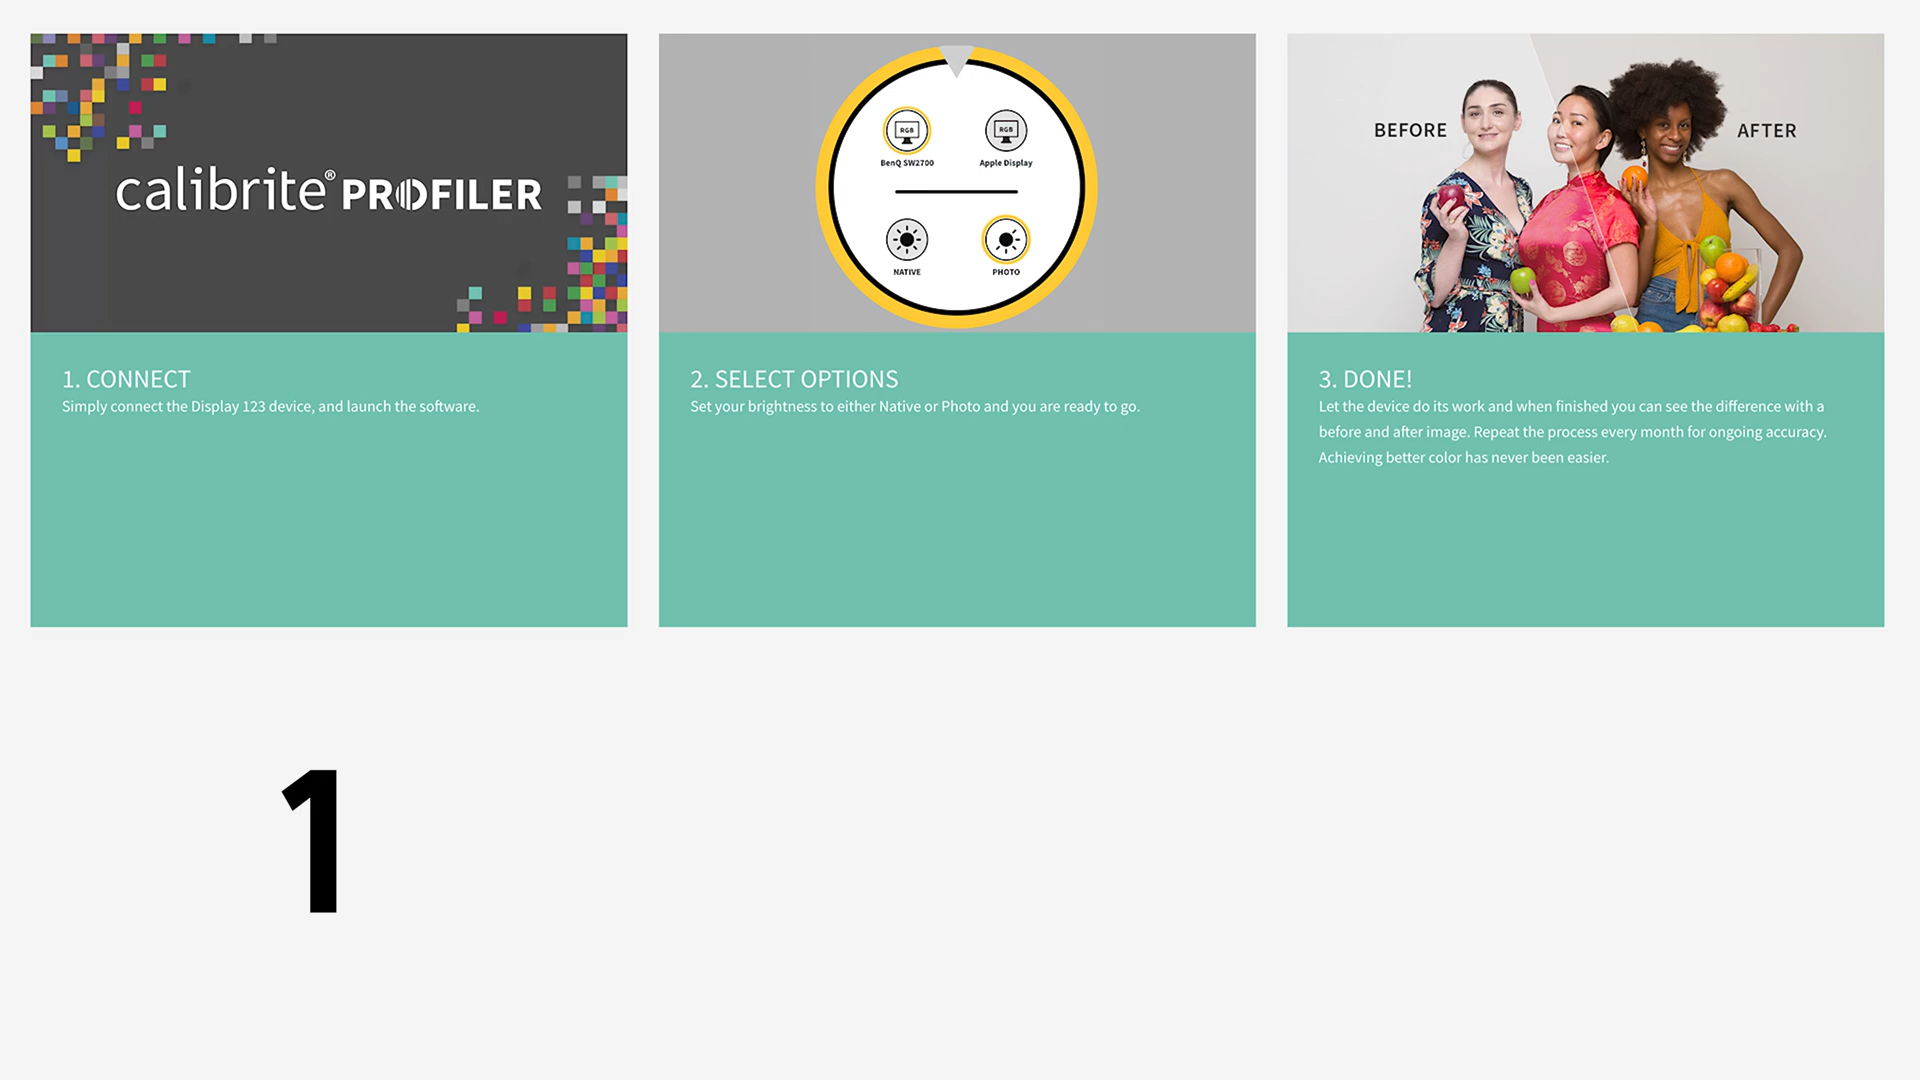 calibrite® PROFILER
1. CONNECT
Simply connect the Display 123 device, and launch the software.
RGB
RGB
BenQ SW2700
Apple Display
NATIVE
PHOTO
2. SELECT OPTIONS
Set your brightness to either Native or Photo and you are ready to go.
BEFORE
AFTER
3. DONE!
Let the device do its work and when finished you can see the difference with a
before and after image. Repeat the process every month for ongoing accuracy.
Achieving better color has never been easier.
1